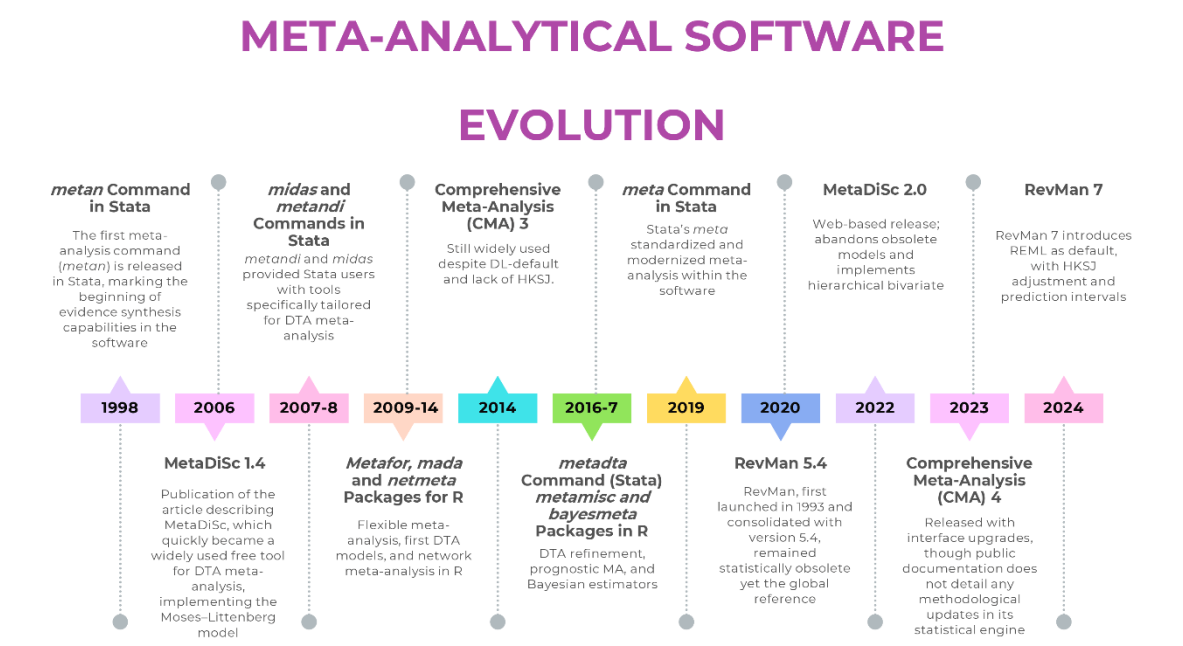 META-ANALYTICAL SOFTWARE
EVOLUTION
metan Command
in Stata
The first meta-
analysis command
(metan) is released
in Stata, marking the
beginning of
evidence synthesis
capabilities in the
software
midas and
metandi
Commands in
Stata
metandi and midas
provided Stata users
with tools
specifically tailored
for DTA meta-
analysis
Comprehensive
Meta-Analysis
(CMA) 3
Still widely used
despite DL-default
and lack of HKSJ.
meta Command
in Stata
Stata's meta
standardized and
modernized meta-
analysis within the
software
MetaDiSc 2.0
Web-based release;
abandons obsolete
models and
implements
hierarchical bivariate
RevMan 7
RevMan 7 introduces
REML as default,
with HKSJ
adjustment and
prediction intervals
1998
2006
2007-8
2009-14
2014
2016-7
2019
2020
2022
2023
2024
MetaDiSc 1.4
Publication of the
article describing
MetaDiSc, which
quickly became a
widely used free tool
for DTA meta-
analysis,
implementing the
Moses–Littenberg
model
Metafor, mada
and netmeta
Packages for R
Flexible meta-
analysis, first DTA
models, and network
meta-analysis in R
metadta
Command (Stata)
metamisc and
bayesmeta
Packages in R
DTA refinement,
prognostic MA, and
Bayesian estimators
RevMan 5.4
RevMan, first
launched in 1993 and
consolidated with
version 5.4,
remained
statistically obsolete
yet the global
reference
Comprehensive
Meta-Analysis
(CMA) 4
Released with
interface upgrades,
though public
documentation does
not detail any
methodological
updates in its
statistical engine